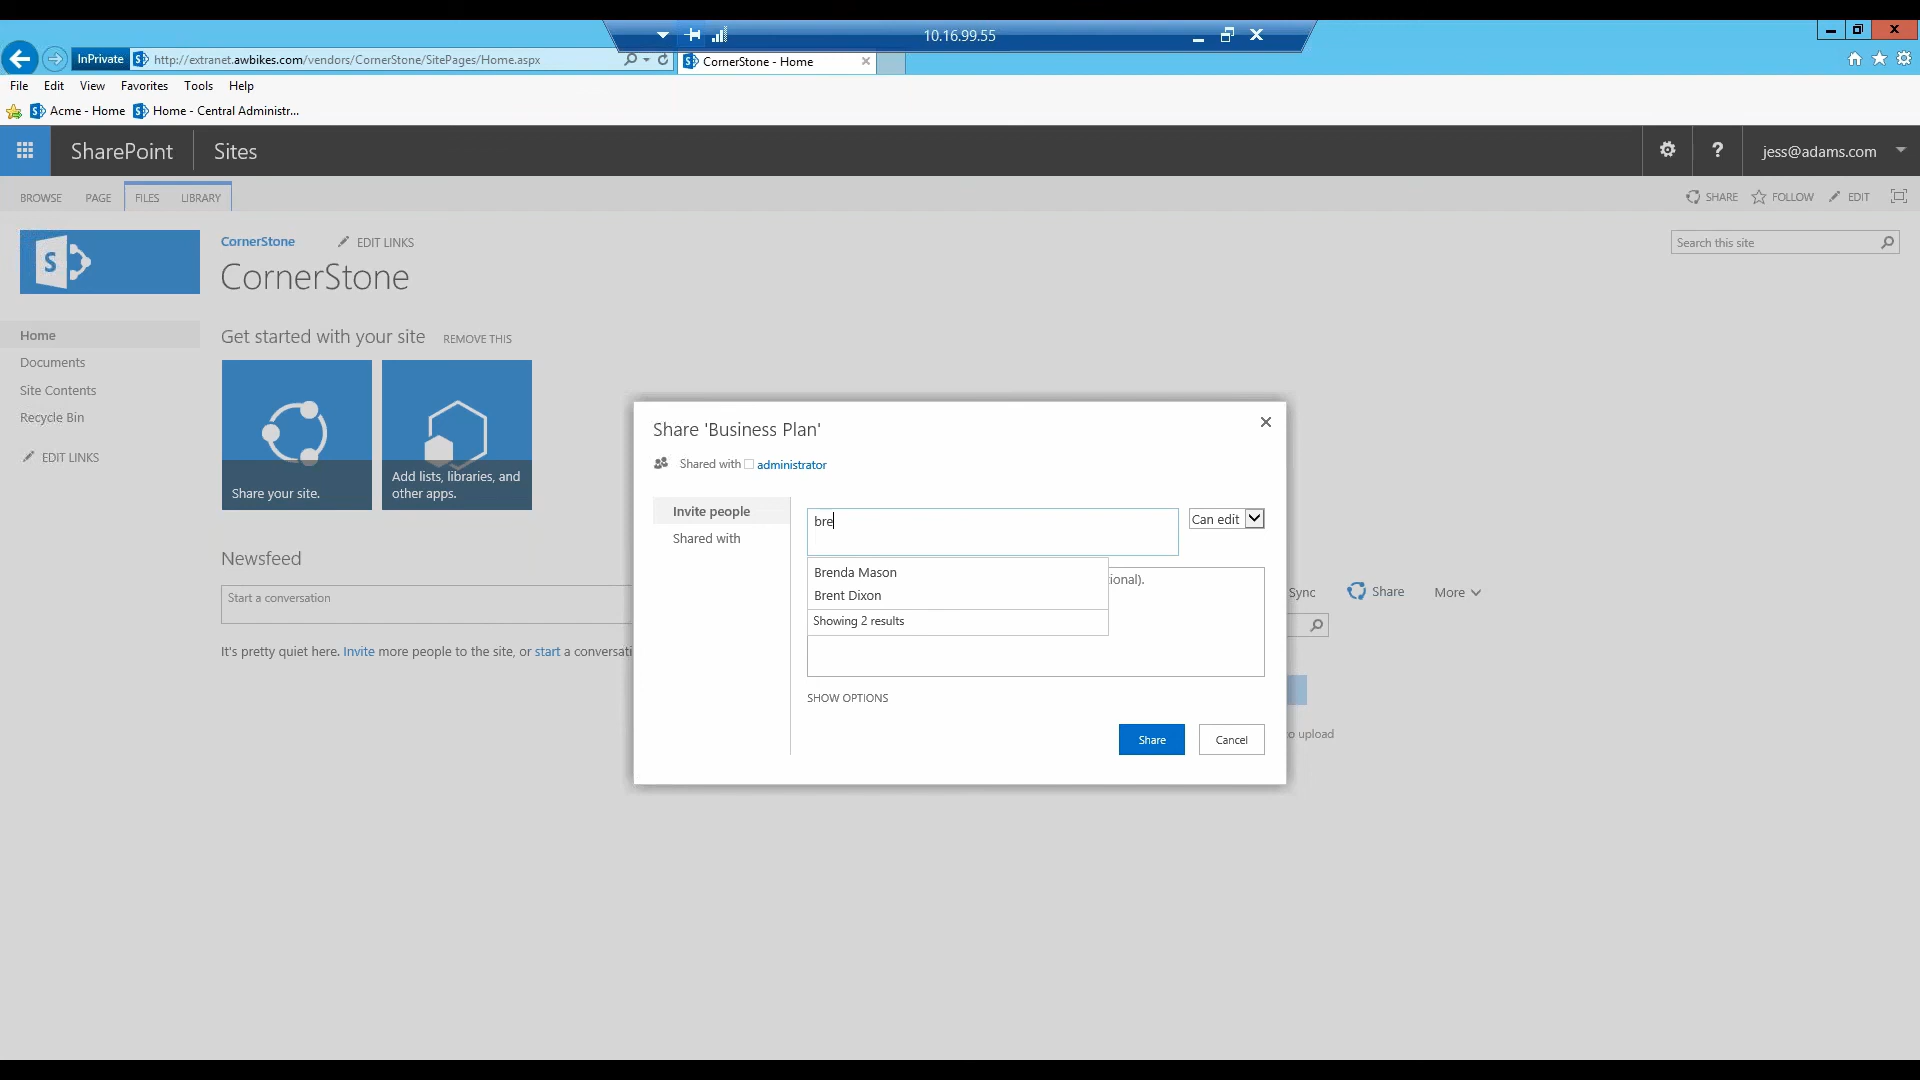 10.16.99.55
InPrivate
http://extranet.awbikes.com/vendors/CornerStone/SitePages/Home.aspx
CornerStone - Home
File Edit View Favorites Tools Help
Acme - Home
Home - Central Administr...
SharePoint
Sites
?
jess@adams.com
BROWSE PAGE FILES LIBRARY
SHARE FOLLOW EDIT
CornerStone
EDIT LINKS
Search this site
CornerStone
Home
Documents
Site Contents
Recycle Bin
EDIT LINKS
Get started with your site
REMOVE THIS
Share your site.
Add lists, libraries, and
other apps.
Newsfeed
Start a conversation
It's pretty quiet here. Invite more people to the site, or start a conversati
Share 'Business Plan'
Shared with administrator
Invite people
Shared with
bre
Can edit
Brenda Mason
Brent Dixon
Showing 2 results
ional).
SHOW OPTIONS
Share
Cancel
Sync
Share
More
o upload